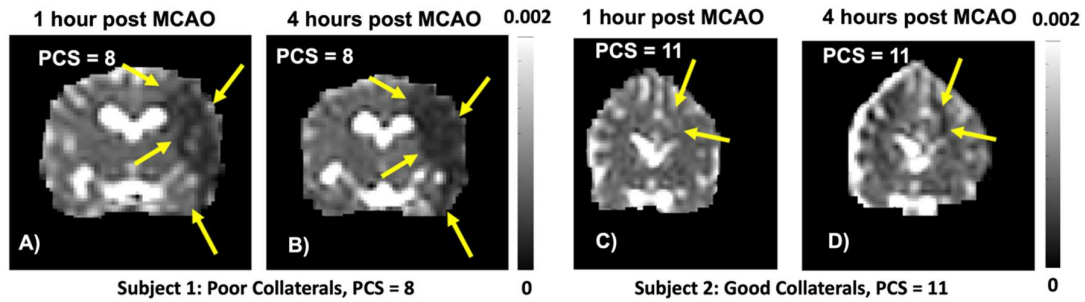 1 hour post MCAO
4 hours post MCAO
0.002
1 hour post MCAO
4 hours post MCAO
0.002
PCS = 8
PCS = 8
PCS = 11
PCS = 11
A)
B)
C)
D)
Subject 1: Poor Collaterals, PCS = 8
0
Subject 2: Good Collaterals, PCS = 11
0